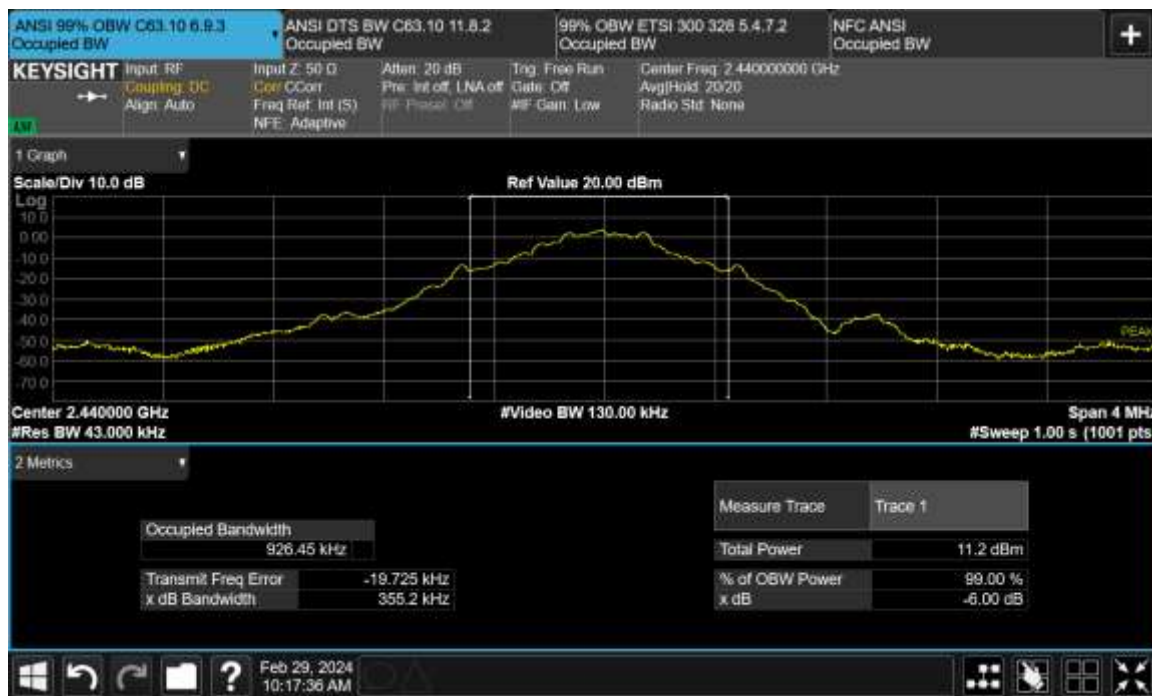 ANSI 99% OBW C63.10 6.9.3
Occupied BW
ANSI DTS BW C63.10 11.8.2
Occupied BW
99% OBW ETSI 300 328 5.4.7.2
Occupied BW
NFC ANSI
Occupied BW
KEYSIGHT
Input: RF
Coupling: DC
Align: Auto
Input Z: 50 Ω
Corr CCorr
Freq Ref: Int (S)
NFE: Adaptive
Atten: 20 dB
Pre: Int off, LNA off
RF Presel: Off
Trig: Free Run
Gate: Off
#IF Gain: Low
Center Freq: 2.440000000 GHz
Avg|Hold: 20/20
Radio Std: None
1 Graph
Scale/Div 10.0 dB
Ref Value 20.00 dBm
Log
10.0
0.00
-10.0
-20.0
-30.0
-40.0
-50.0
-60.0
-70.0
PEAK
Center 2.440000 GHz
#Video BW 130.00 kHz
Span 4 MHz
#Res BW 43.000 kHz
#Sweep 1.00 s (1001 pts
2 Metrics
Measure Trace
Trace 1
Occupied Bandwidth
926.45 kHz
Total Power
11.2 dBm
Transmit Freq Error
-19.725 kHz
% of OBW Power
99.00 %
x dB Bandwidth
355.2 kHz
x dB
-6.00 dB
?
Feb 29, 2024
10:17:36 AM